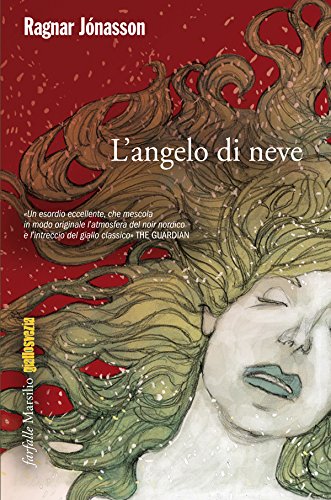 Ragnar Jónasson
L'angelo di neve
«Un esordio eccellente, che mescola
in modo originale l'atmosfera del noir nordico
e l'intreccio del giallo classico» THE GUARDIAN
farfalle Marsilio giallosvezia